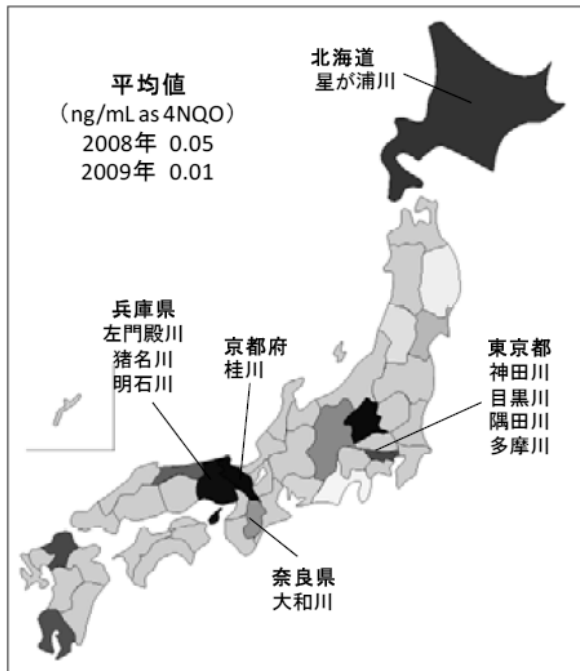 北海道
星が浦川
平均値
（ng/mL as 4NQO）
2008年 0.05
2009年 0.01
兵庫県
左門殿川
猪名川
明石川
京都府
桂川
東京都
神田川
目黒川
隅田川
多摩川
奈良県
大和川